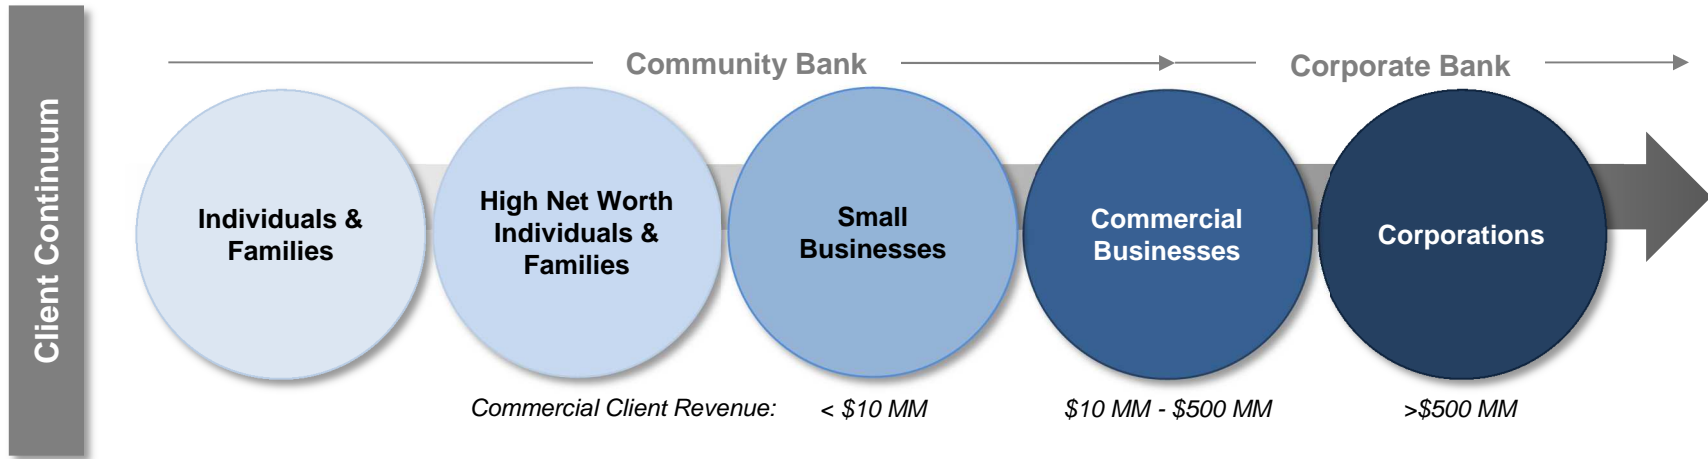 Client Continuum
Community Bank
Corporate Bank
Individuals &
Families
High Net Worth
Individuals &
Families
Small
Businesses
Commercial
Businesses
Corporations
Commercial Client Revenue:
< $10 MM
$10 MM - $500 MM
>$500 MM